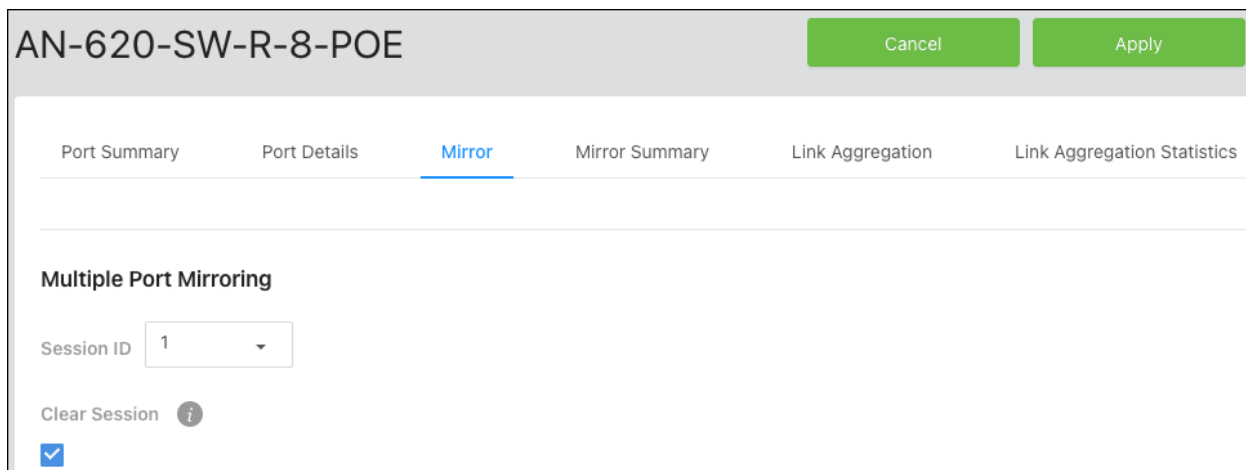 AN-620-SW-R-8-POE
Cancel
Apply
Port Summary
Port Details
Mirror
Mirror Summary
Link Aggregation
Link Aggregation Statistics
Multiple Port Mirroring
Session ID
1
Clear Session
i